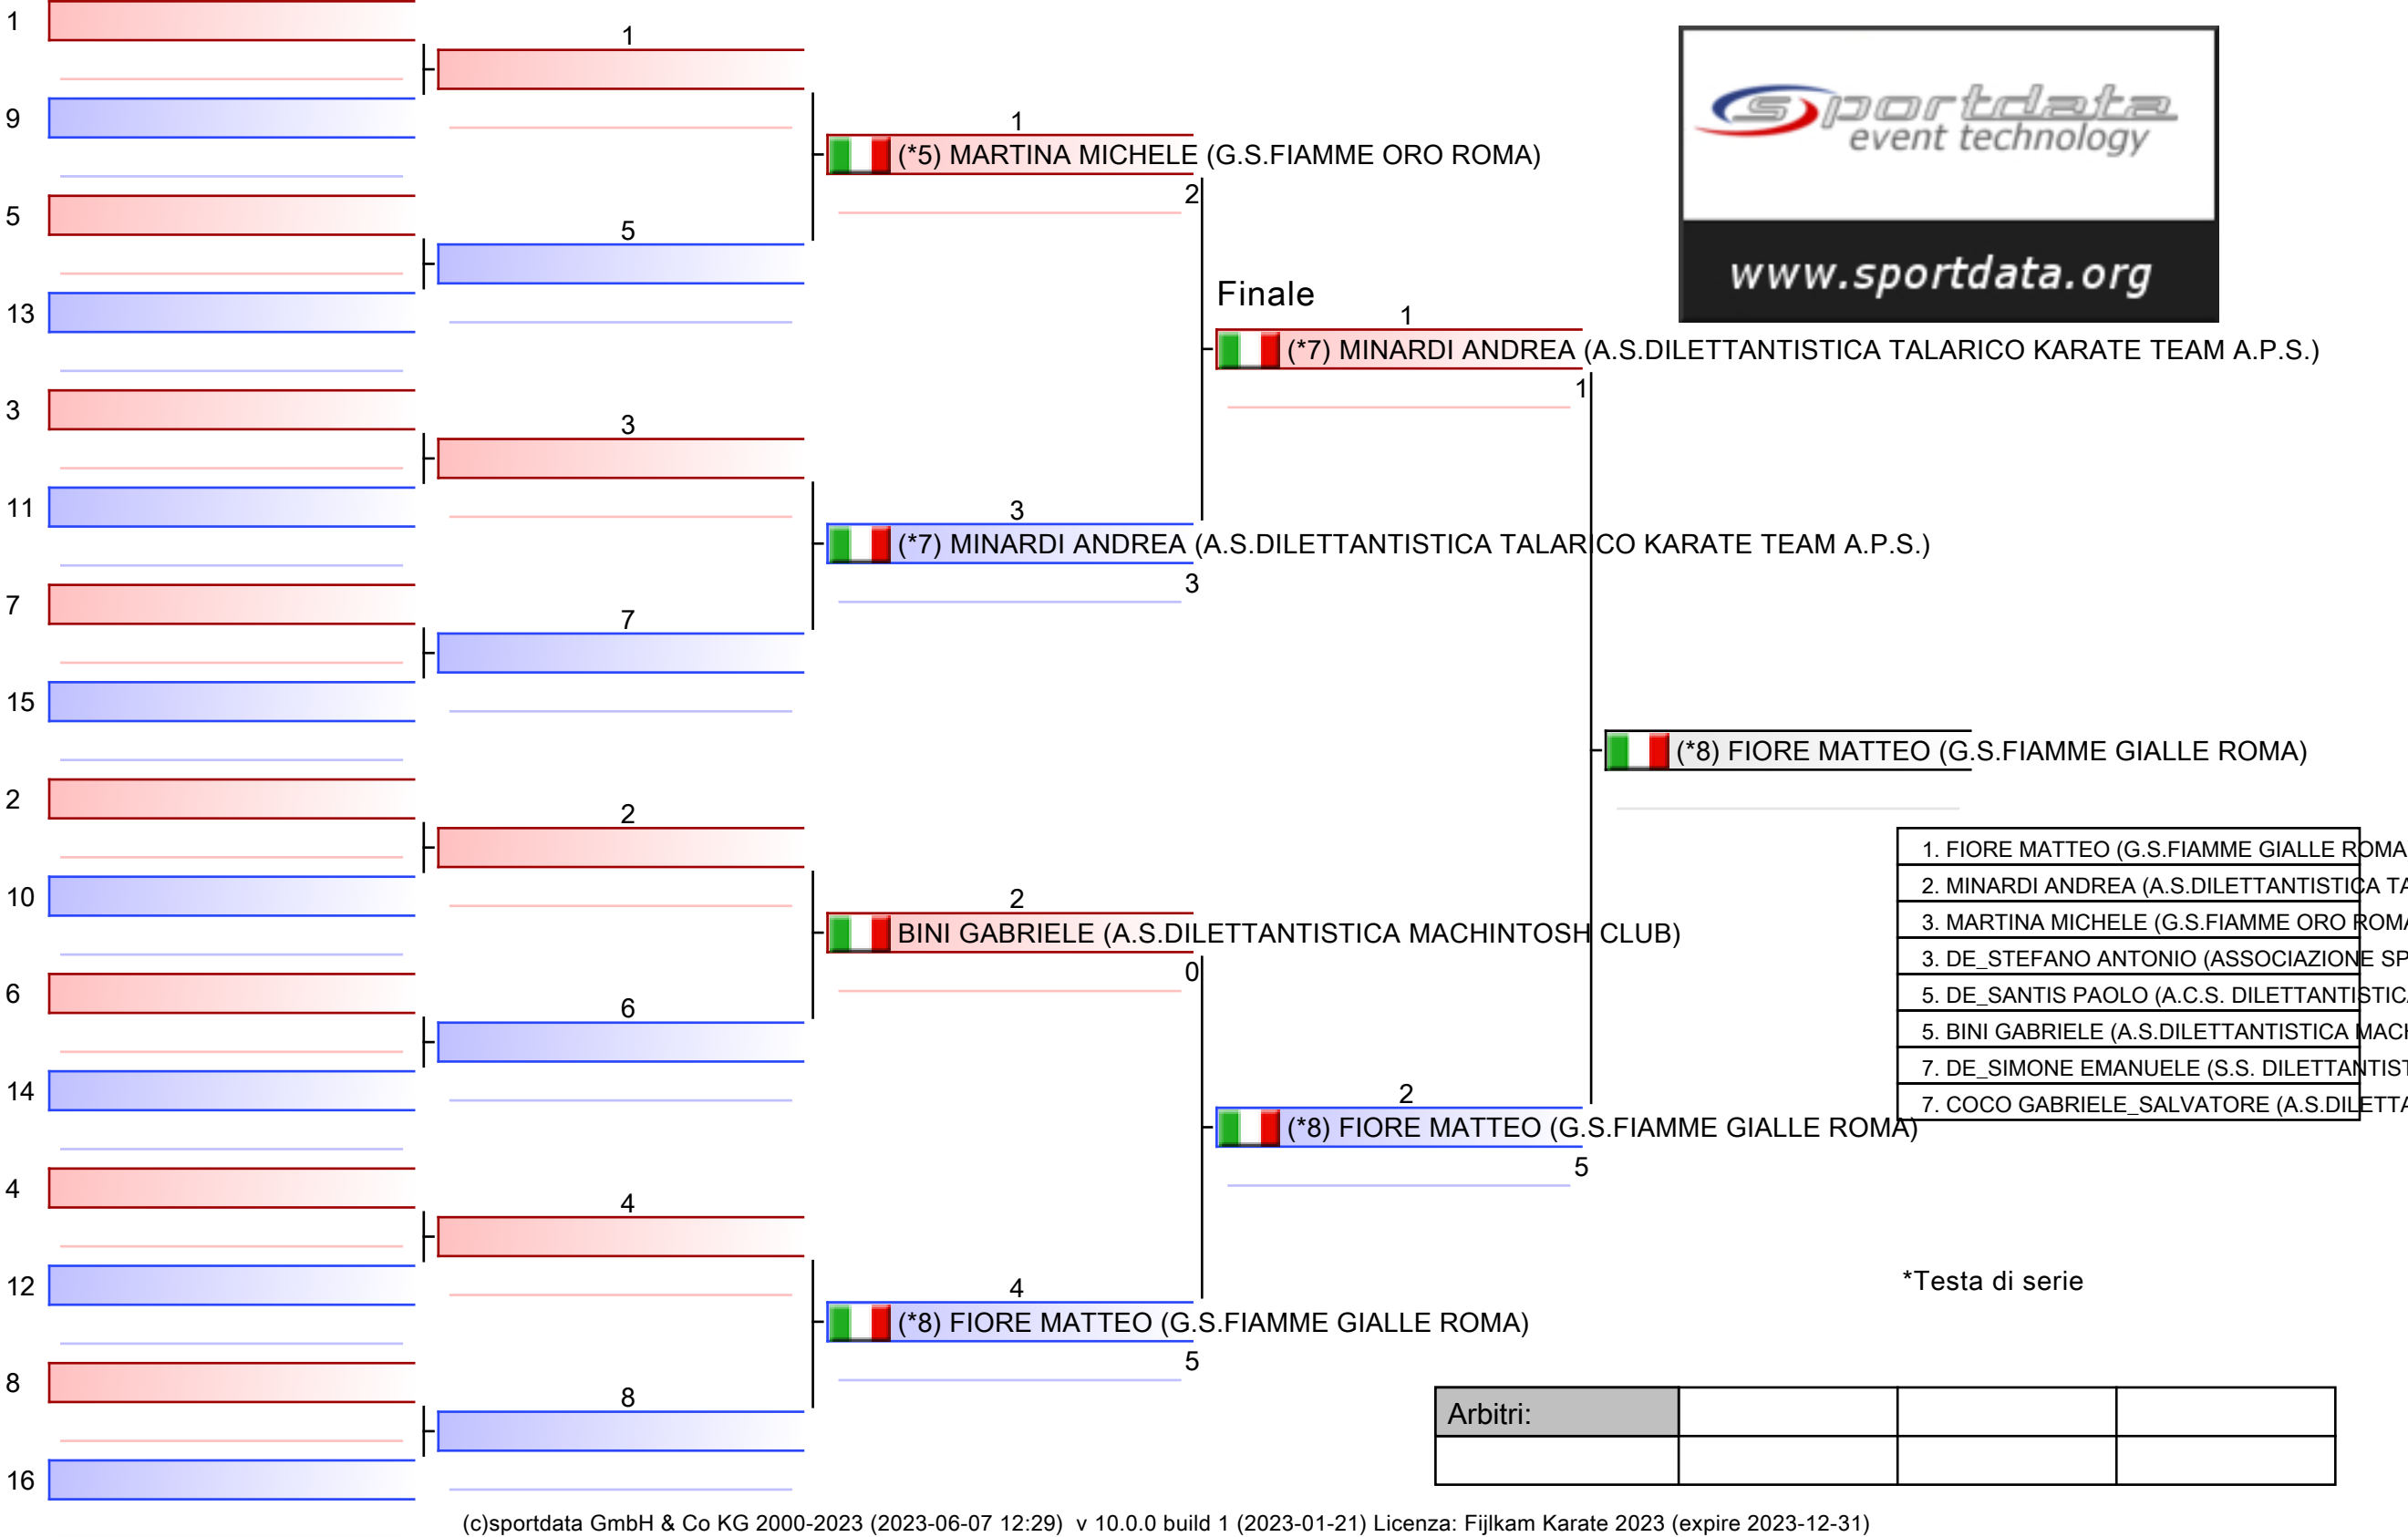 1
9
5
13
3
11
7
15
2
10
6
14
4
12
8
16
1
5
3
7
2
6
4
8
1
(*5) MARTINA MICHELE (G.S.FIAMME ORO ROMA)
2
3
(*7) MINARDI ANDREA (A.S.DILETTANTISTICA TALARICO KARATE TEAM A.P.S.)
3
2
BINI GABRIELE (A.S.DILETTANTISTICA MACHINTOSH CLUB)
0
4
(*8) FIORE MATTEO (G.S.FIAMME GIALLE ROMA)
5
Finale
1
(*7) MINARDI ANDREA (A.S.DILETTANTISTICA TALARICO KARATE TEAM A.P.S.)
1
2
(*8) FIORE MATTEO (G.S.FIAMME GIALLE ROMA)
5
(*8) FIORE MATTEO (G.S.FIAMME GIALLE ROMA)
sportdata
event technology
www.sportdata.org
1. FIORE MATTEO (G.S.FIAMME GIALLE ROMA
2. MINARDI ANDREA (A.S.DILETTANTISTICA TA
3. MARTINA MICHELE (G.S.FIAMME ORO ROMA
3. DE_STEFANO ANTONIO (ASSOCIAZIONE SP
5. DE_SANTIS PAOLO (A.C.S. DILETTANTISTICA
5. BINI GABRIELE (A.S.DILETTANTISTICA MACH
7. DE_SIMONE EMANUELE (S.S. DILETTANTIST
7. COCO GABRIELE_SALVATORE (A.S.DILETTA
*Testa di serie
Arbitri:
(c)sportdata GmbH & Co KG 2000-2023 (2023-06-07 12:29) v 10.0.0 build 1 (2023-01-21) Licenza: Fijlkam Karate 2023 (expire 2023-12-31)